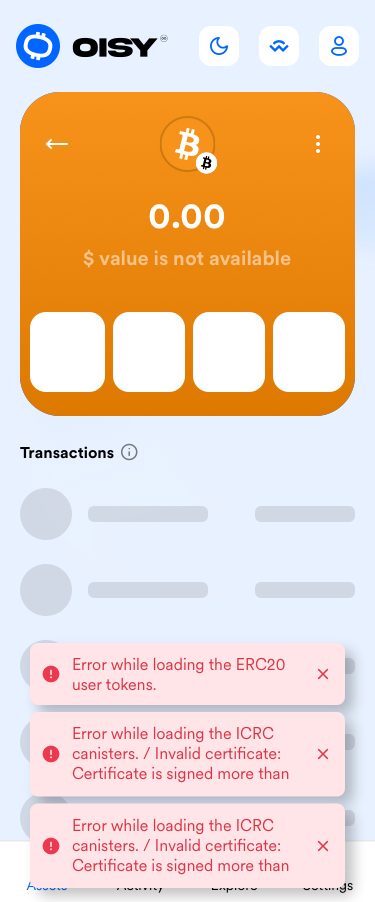 OISY
0.00
$ value is not available
Transactions
Error while loading the ERC20
user tokens.
Error while loading the ICRC
canisters. / Invalid certificate:
Certificate is signed more than
Error while loading the ICRC
canisters. / Invalid certificate:
Certificate is signed more than
Assets Activity Explore Settings